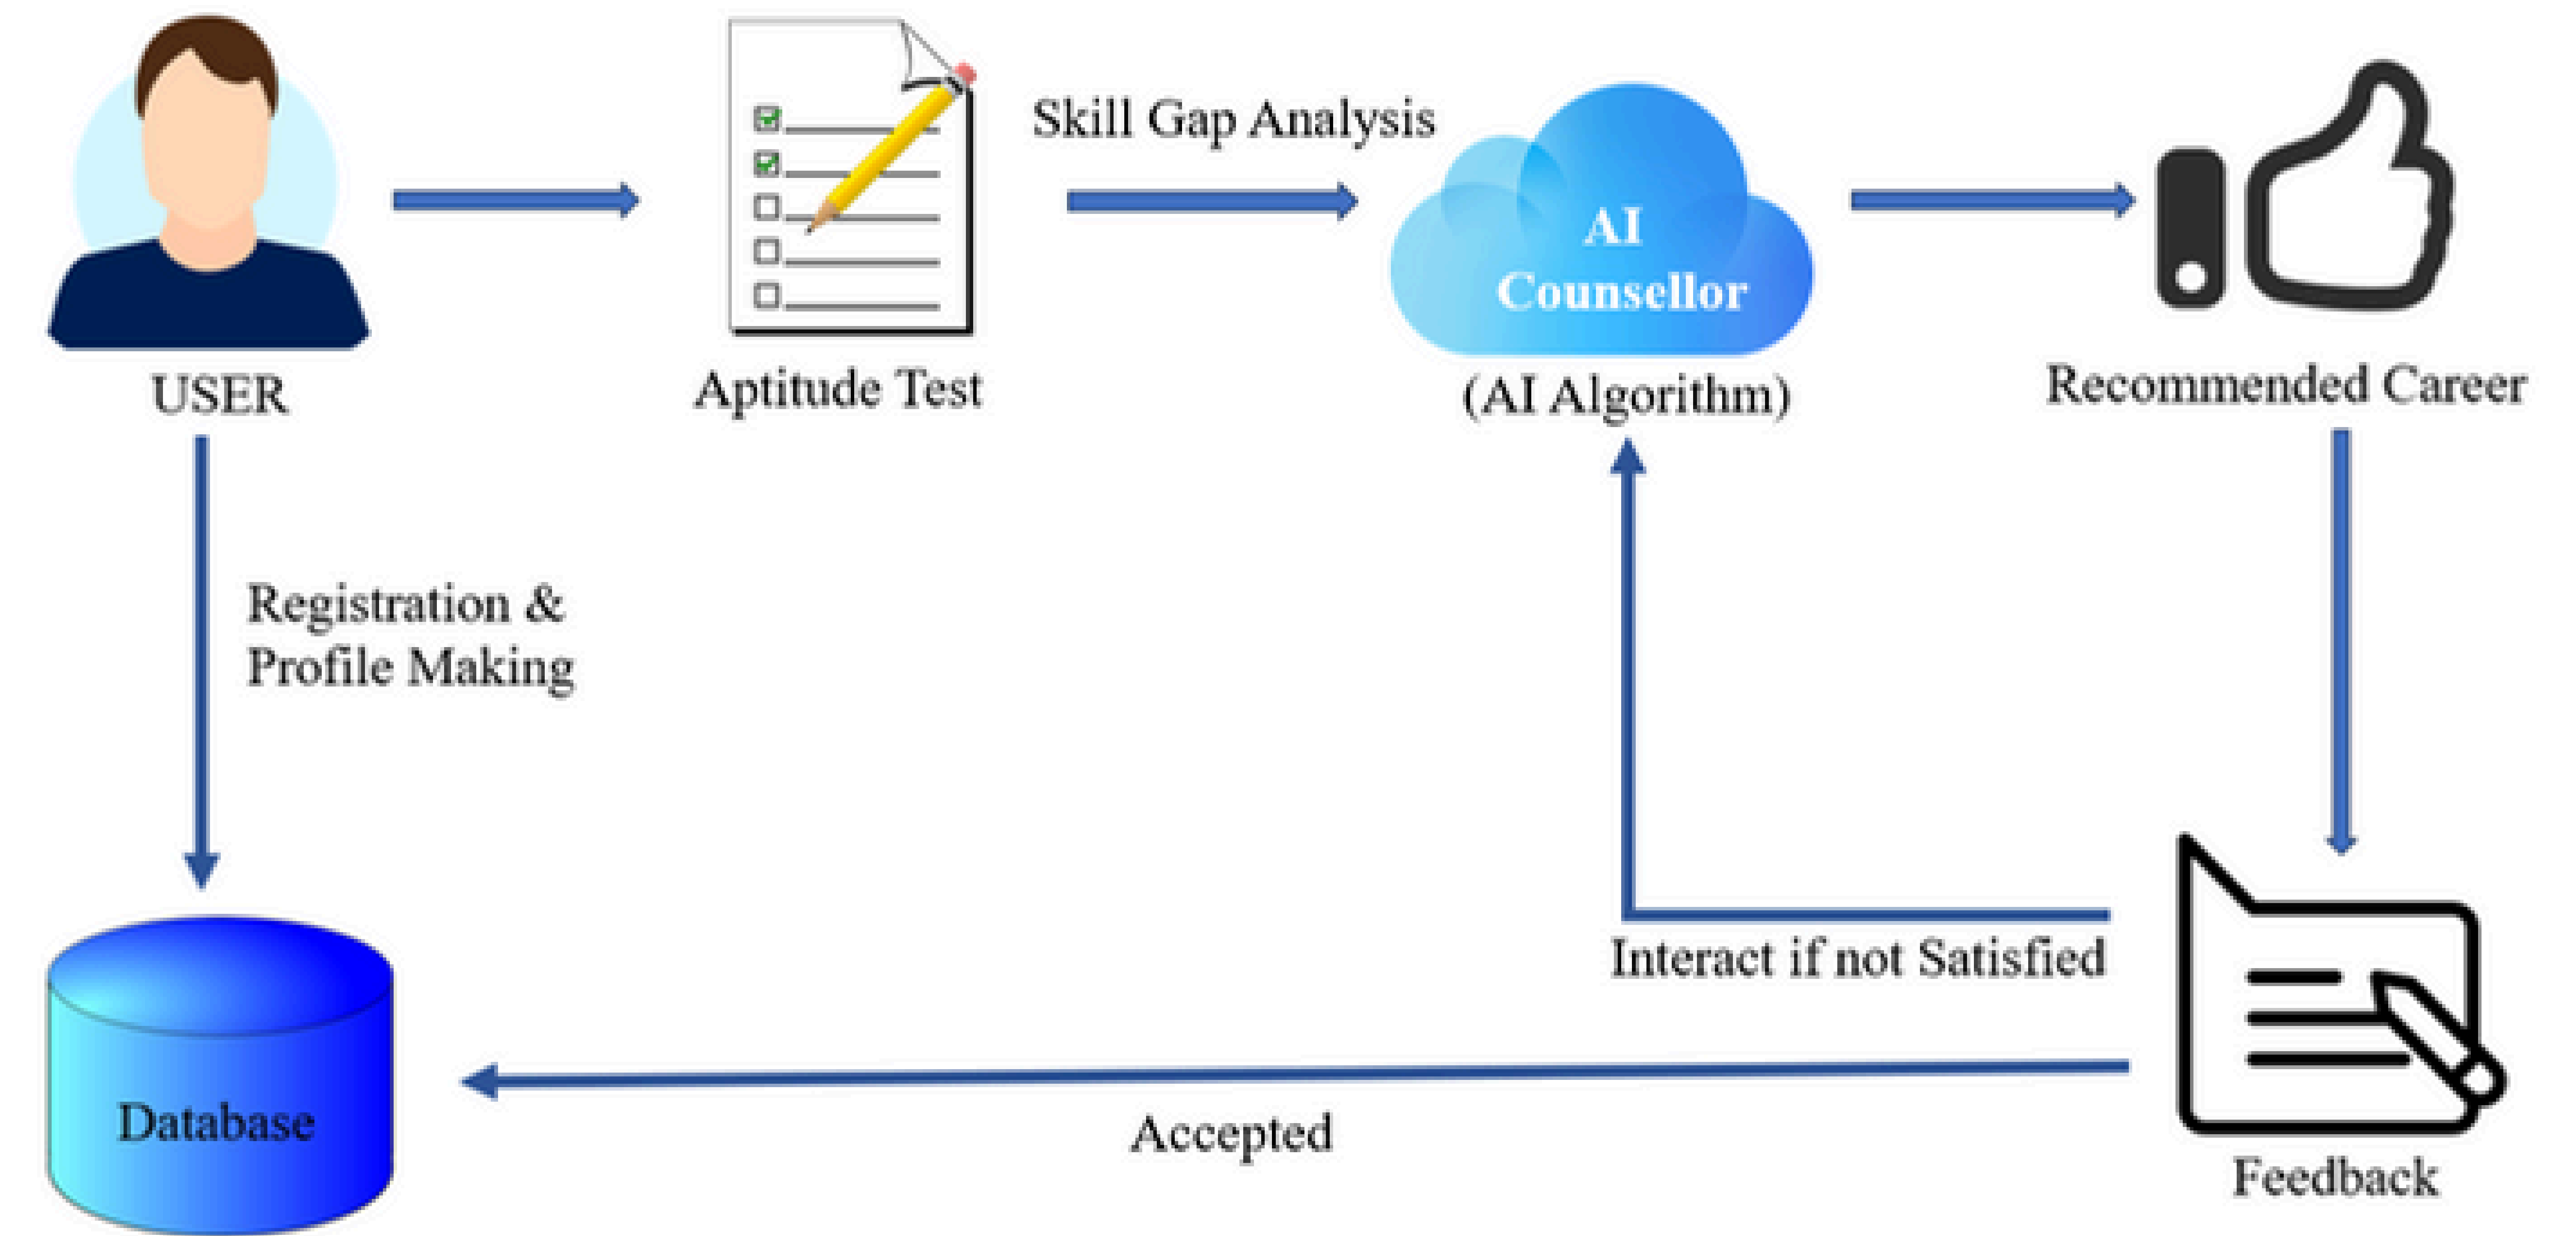 Skill Gap Analysis
AI
Counsellor
USER
Aptitude Test
(AI Algorithm)
Recommended Career
Registration &
Profile Making
Interact if not Satisfied
Database
Accepted
Feedback